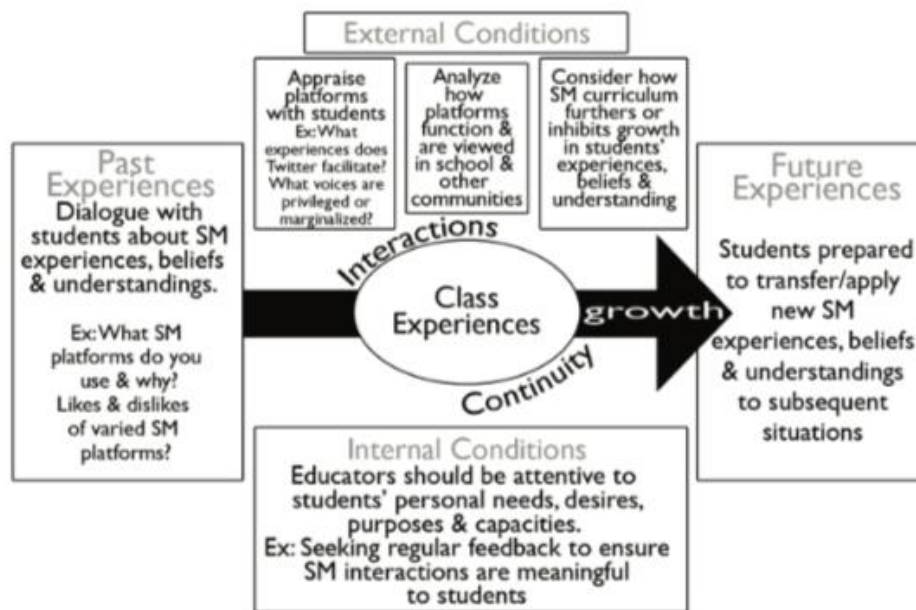 External Conditions
Appraise
platforms
with students
Ex: What
experiences does
Twitter facilitate?
What voices are
privileged or
marginalized?
Analyze
how
platforms
function &
are viewed
in school &
other
communities
Consider how
SM curriculum
furthers or
inhibits growth
in students'
experiences,
beliefs &
understanding
Past
Experiences
Dialogue with
students about SM
experiences, beliefs
& understandings.
Ex: What SM
platforms do you
use & why?
Likes & dislikes
of varied SM
platforms?
Interactions
Class
Experiences
growth
Continuity
Future
Experiences
Students prepared
to transfer/apply
new SM
experiences, beliefs
& understandings
to subsequent
situations
Internal Conditions
Educators should be attentive to
students' personal needs, desires,
purposes & capacities.
Ex: Seeking regular feedback to ensure
SM interactions are meaningful
to students